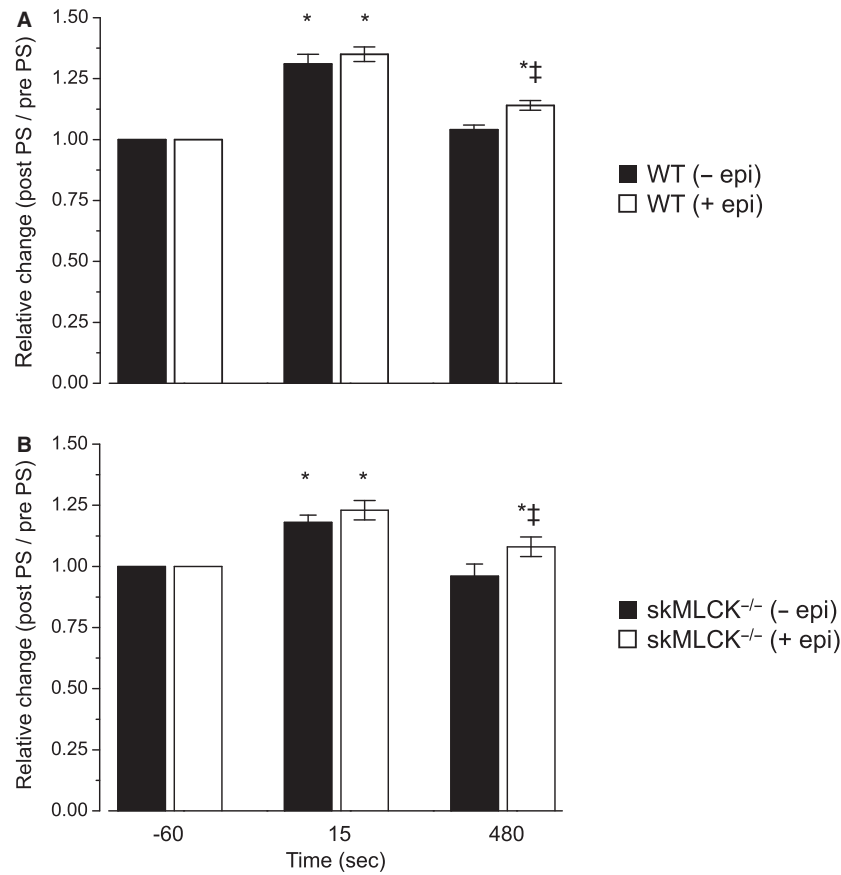 A
Relative change (post PS / pre PS)
1.50
1.25
1.00
0.75
0.50
0.25
0.00
* *
*‡
WT (– epi)
WT (+ epi)
B
Relative change (post PS / pre PS)
1.50
1.25
1.00
0.75
0.50
0.25
0.00
* *
*‡
skMLCK⁻/⁻ (– epi)
skMLCK⁻/⁻ (+ epi)
-60 15 480
Time (sec)